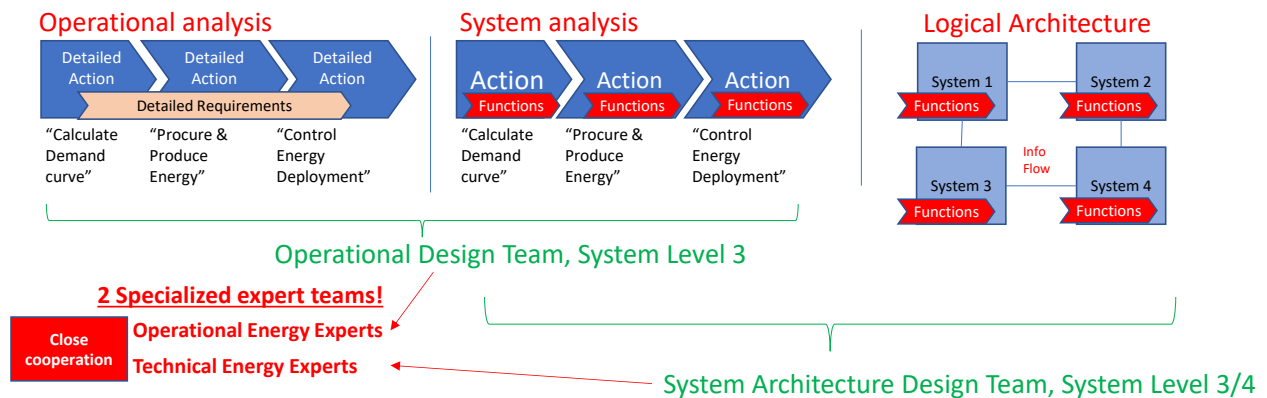 Operational analysis
Detailed
Action
Detailed
Action
Detailed
Action
Detailed Requirements
“Calculate
Demand
curve”
“Procure &
Produce
Energy”
“Control
Energy
Deployment”
System analysis
Action
Functions
Action
Functions
Action
Functions
“Calculate
Demand
curve”
“Procure &
Produce
Energy”
“Control
Energy
Deployment”
Logical Architecture
System 1
Functions
System 2
Functions
Info
Flow
System 3
Functions
System 4
Functions
Operational Design Team, System Level 3
2 Specialized expert teams!
Close
cooperation
Operational Energy Experts
Technical Energy Experts
System Architecture Design Team, System Level 3/4